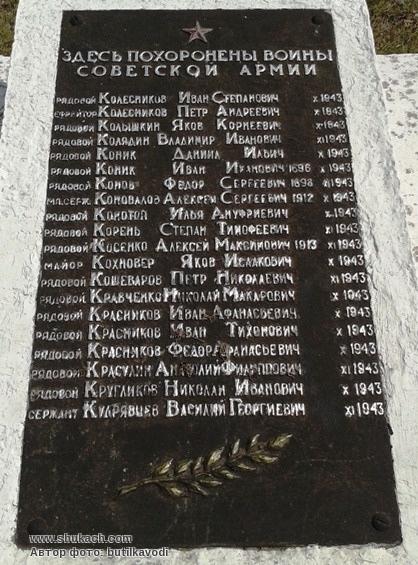 ЗДЕСЬ ПОХОРОНЕНЫ ВОИНЫ
СОВЕТСКОЙ АРМИИ
РЯДОВОЙ КОЛЕСНИКОВ ИВАН СТЕПАНОВИЧ X 1943
ЕФРЕЙТОР КОЛЕСНИКОВ ПЕТР АНДРЕЕВИЧ X 1943
РЯДОВОЙ КОЛЫШКИН ЯКОВ КОРНЕЕВИЧ X 1943
РЯДОВОЙ КОЛЯДИН ВЛАДИМИР ИВАНОВИЧ XI 1943
РЯДОВОЙ КОНИК ДАНИИЛ ИЛЬИЧ X 1943
РЯДОВОЙ КОНИК ИВАН ИВАНОВИЧ 1896 X 1943
РЯДОВОЙ КОНОВ ФЕДОР СЕРГЕЕВИЧ 1898 XI 1943
МЛ.СЕРЖ. КОНОВАЛОВ АЛЕКСЕЙ СЕРГЕЕВИЧ 1912 X 1943
РЯДОВОЙ КОНОТОП ИЛЬЯ АНУФРИЕВИЧ X 1943
РЯДОВОЙ КОРЕНЬ СТЕПАН ТИМОФЕЕВИЧ XI 1943
РЯДОВОЙ КОСЕНКО АЛЕКСЕЙ МАКСИМОВИЧ 1913 XI 1943
МАЙОР КОХНОВЕР ЯКОВ ИСААКОВИЧ X 1943
РЯДОВОЙ КОШЕВАРОВ ПЕТР НИКОЛАЕВИЧ XI 1943
РЯДОВОЙ КРАВЧЕНКО НИКОЛАЙ МАКАРОВИЧ X 1943
РЯДОВОЙ КРАСНИКОВ ИВАН АФАНАСЬЕВИЧ XI 1943
РЯДОВОЙ КРАСНИКОВ ИВАН ТИХОНОВИЧ X 1943
РЯДОВОЙ КРАСНИКОВ ФЕДОР АФАНАСЬЕВИЧ X 1943
РЯДОВОЙ КРАСУЛИН АНАТОЛИЙ ФИЛИППОВИЧ XI 1943
РЯДОВОЙ КРУГЛИКОВ НИКОЛАЙ ИВАНОВИЧ X 1943
СЕРЖАНТ КУДРЯВЦЕВ ВАСИЛИЙ ГЕОРГИЕВИЧ XI 1943
www.shukach.com
Автор фото: butilkavodi